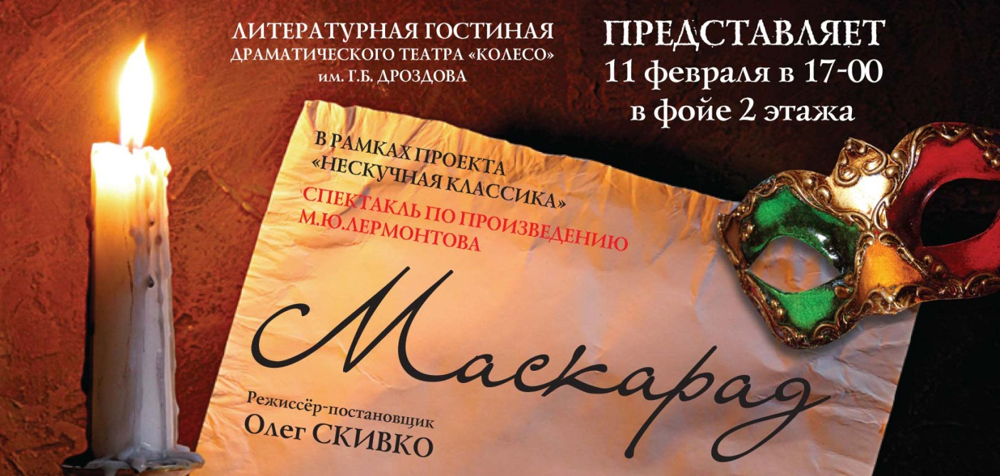 ЛИТЕРАТУРНАЯ ГОСТИНАЯ
ДРАМАТИЧЕСКОГО ТЕАТРА «КОЛЕСО»
им. Г.Б. ДРОЗДОВА
ПРЕДСТАВЛЯЕТ
11 февраля в 17-00
в фойе 2 этажа
В РАМКАХ ПРОЕКТА
«НЕСКУЧНАЯ КЛАССИКА»
СПЕКТАКЛЬ ПО ПРОИЗВЕДЕНИЮ
М.Ю.ЛЕРМОНТОВА
Маскарад
Режиссёр-постановщик
Олег СКИВКО